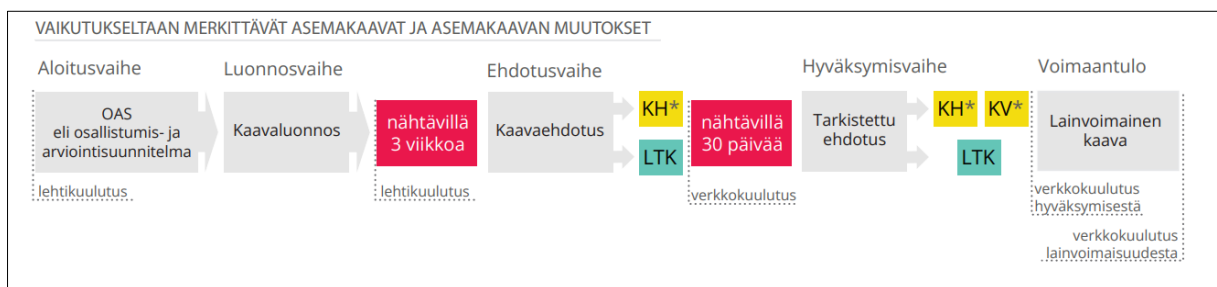 VAIKUTUKSELTAAN MERKITTÄVÄT ASEMAKAAVAT JA ASEMAKAAVAN MUUTOKSET
Aloitusvaihe
OAS
eli osallistumis- ja
arviointisuunnitelma
lehtikuulutus
Luonnosvaihe
Kaavaluonnos
nähtävillä
3 viikkoa
lehtikuulutus
Ehdotusvaihe
Kaavaehdotus
KH*
LTK
nähtävillä
30 päivää
verkkokuulutus
Hyväksymisvaihe
Tarkistettu
ehdotus
KH* KV*
LTK
Voimaantulo
Lainvoimainen
kaava
verkkokuulutus
hyväksymisestä
verkkokuulutus
lainvoimaisuudesta